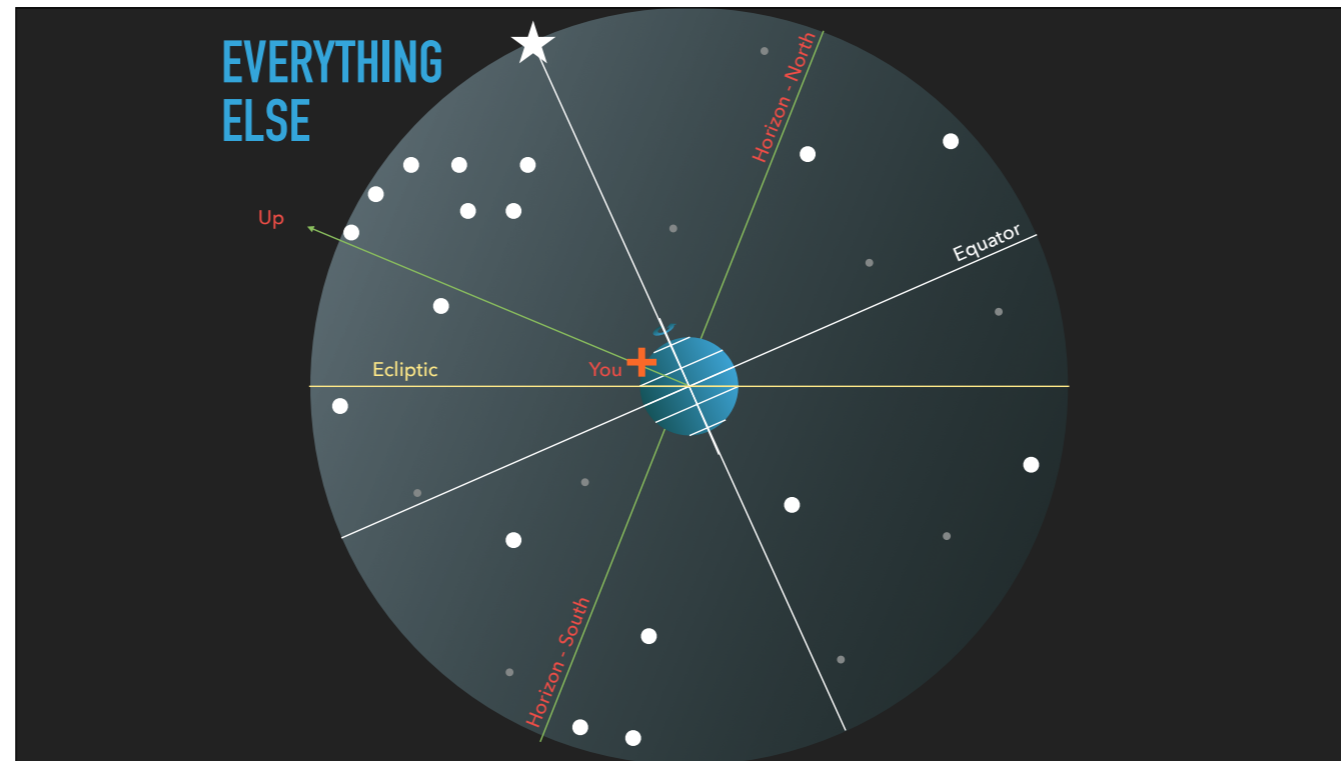 EVERYTHING
ELSE
Horizon - North
Up
Equator
Ecliptic
You
Horizon - South